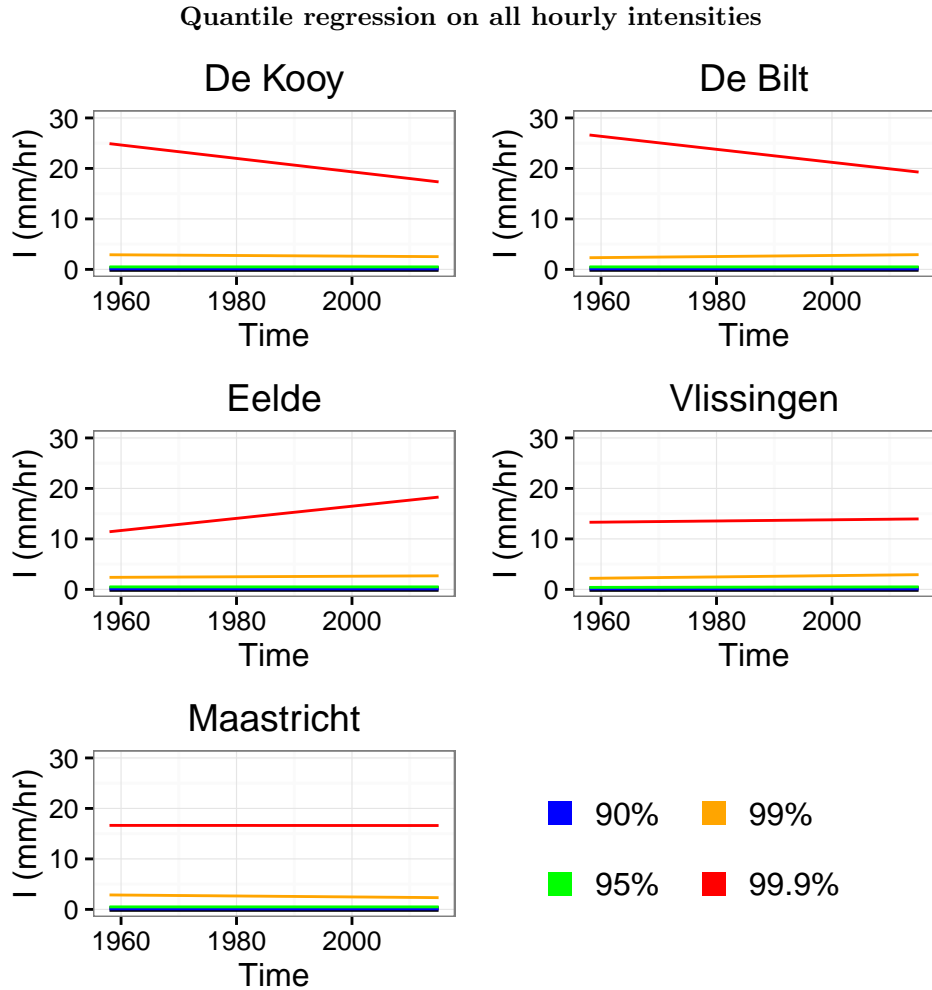 Quantile regression on all hourly intensities
De Kooy
I (mm/hr)
30
20
10
0
1960 1980 2000
Time
De Bilt
I (mm/hr)
30
20
10
0
1960 1980 2000
Time
Eelde
I (mm/hr)
30
20
10
0
1960 1980 2000
Time
Vlissingen
I (mm/hr)
30
20
10
0
1960 1980 2000
Time
Maastricht
I (mm/hr)
30
20
10
0
1960 1980 2000
Time
90% 99%
95% 99.9%